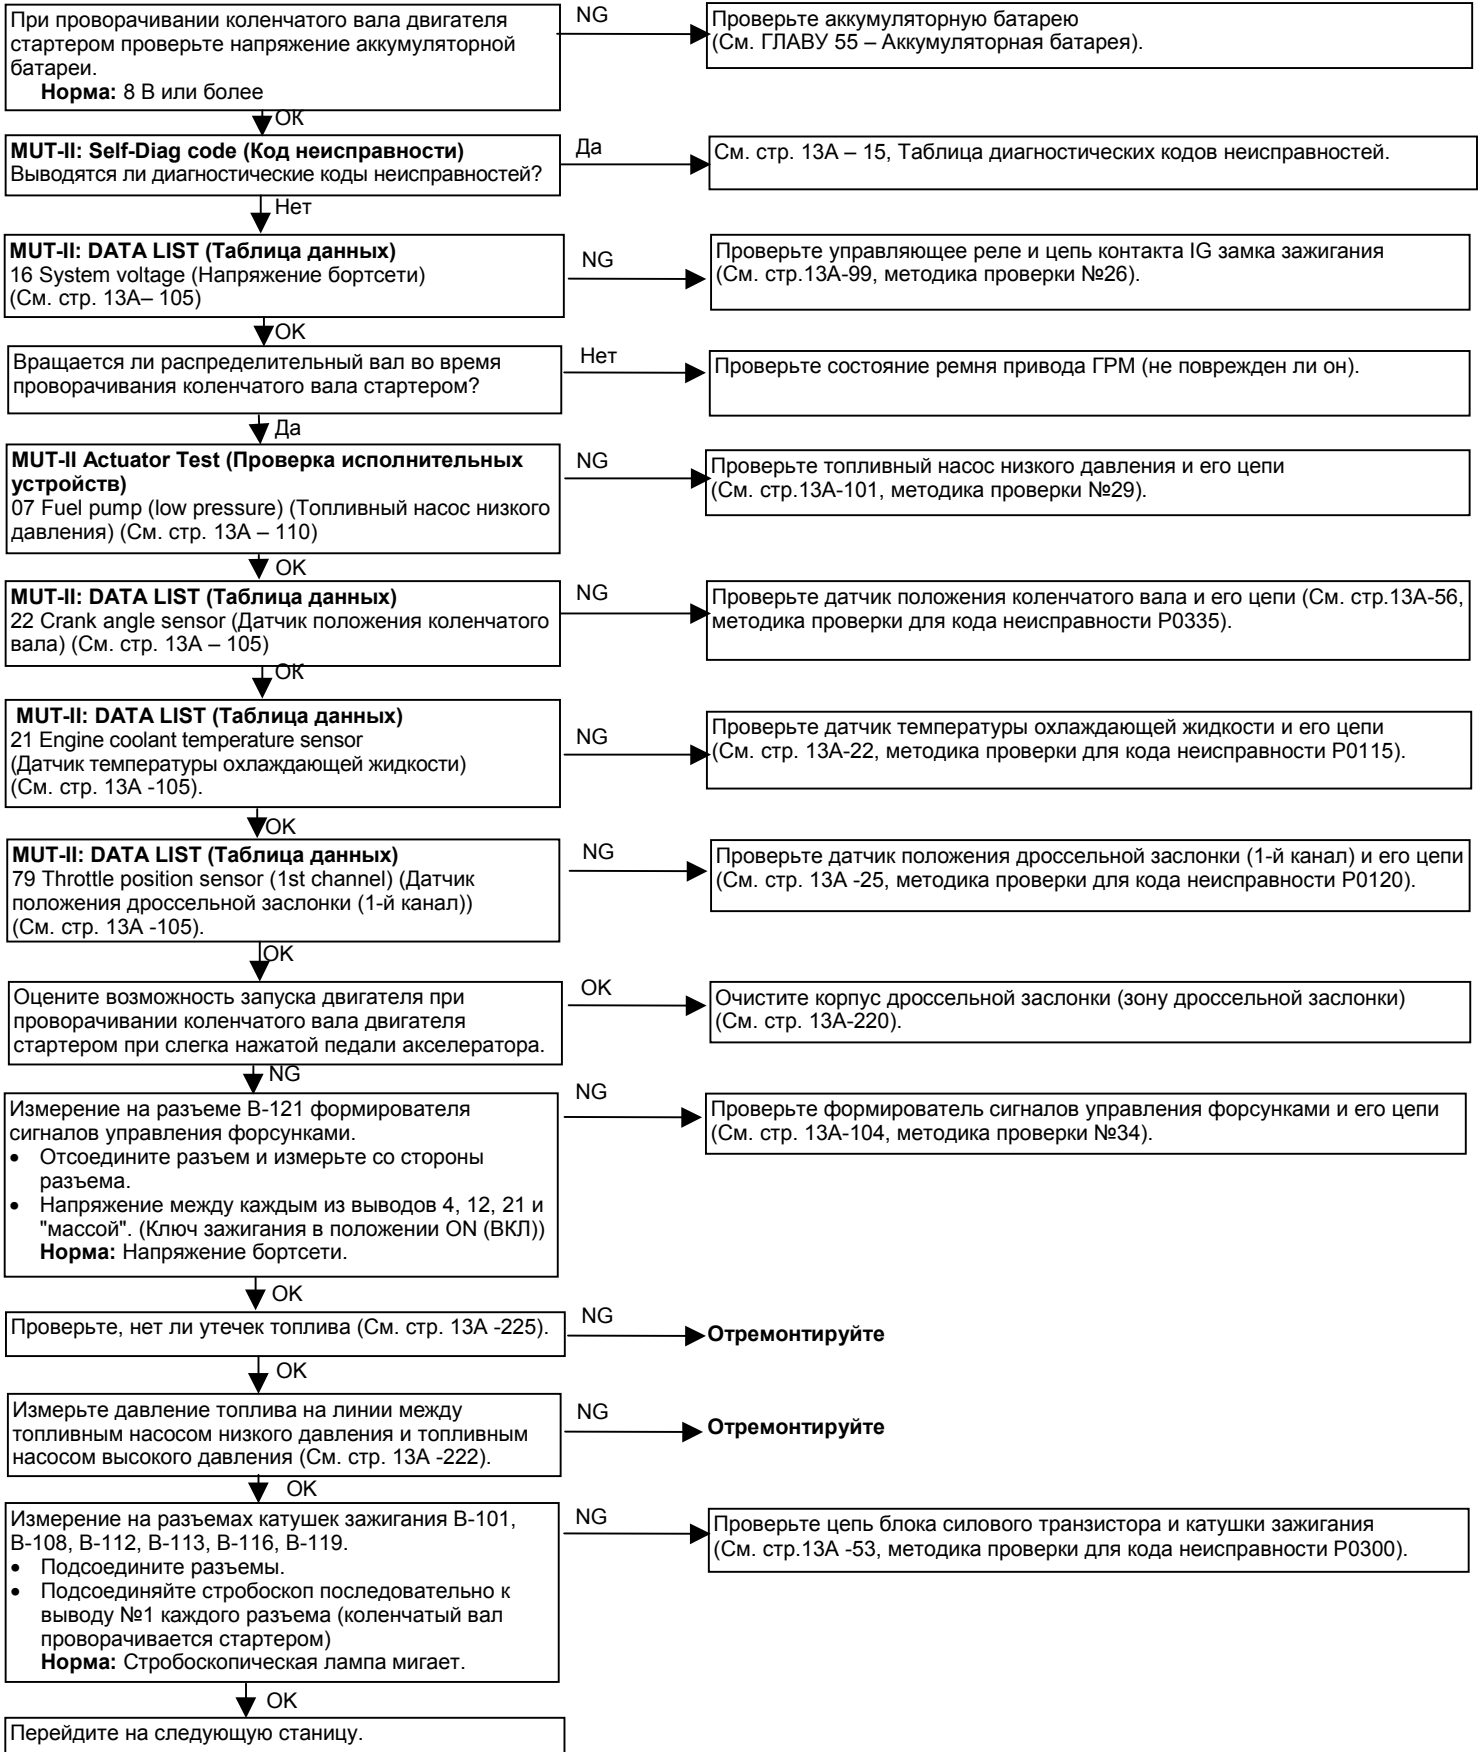 При проворачивании коленчатого вала двигателя
стартером проверьте напряжение аккумуляторной
батареи.
Норма: 8 В или более
NG
Проверьте аккумуляторную батарею
(См. ГЛАВУ 55 – Аккумуляторная батарея).
OK
MUT-II: Self-Diag code (Код неисправности)
Выводятся ли диагностические коды неисправностей?
Да
См. стр. 13A – 15, Таблица диагностических кодов неисправностей.
Нет
MUT-II: DATA LIST (Таблица данных)
16 System voltage (Напряжение бортсети)
(См. стр. 13A– 105)
NG
Проверьте управляющее реле и цепь контакта IG замка зажигания
(См. стр.13A-99, методика проверки №26).
OK
Вращается ли распределительный вал во время
проворачивания коленчатого вала стартером?
Нет
Проверьте состояние ремня привода ГРМ (не поврежден ли он).
Да
MUT-II Actuator Test (Проверка исполнительных
устройств)
07 Fuel pump (low pressure) (Топливный насос низкого
давления) (См. стр. 13A – 110)
NG
Проверьте топливный насос низкого давления и его цепи
(См. стр.13A-101, методика проверки №29).
OK
MUT-II: DATA LIST (Таблица данных)
22 Crank angle sensor (Датчик положения коленчатого
вала) (См. стр. 13A – 105)
NG
Проверьте датчик положения коленчатого вала и его цепи (См. стр.13A-56,
методика проверки для кода неисправности P0335).
OK
MUT-II: DATA LIST (Таблица данных)
21 Engine coolant temperature sensor
(Датчик температуры охлаждающей жидкости)
(См. стр. 13A -105).
NG
Проверьте датчик температуры охлаждающей жидкости и его цепи
(См. стр. 13A-22, методика проверки для кода неисправности P0115).
OK
MUT-II: DATA LIST (Таблица данных)
79 Throttle position sensor (1st channel) (Датчик
положения дроссельной заслонки (1-й канал))
(См. стр. 13A -105).
NG
Проверьте датчик положения дроссельной заслонки (1-й канал) и его цепи
(См. стр. 13A -25, методика проверки для кода неисправности P0120).
OK
Оцените возможность запуска двигателя при
проворачивании коленчатого вала двигателя
стартером при слегка нажатой педали акселератора.
OK
Очистите корпус дроссельной заслонки (зону дроссельной заслонки)
(См. стр. 13A-220).
NG
Измерение на разъеме B-121 формирователя
сигналов управления форсунками.
• Отсоедините разъем и измерьте со стороны
разъема.
• Напряжение между каждым из выводов 4, 12, 21 и
"массой". (Ключ зажигания в положении ON (ВКЛ))
Норма: Напряжение бортсети.
NG
Проверьте формирователь сигналов управления форсунками и его цепи
(См. стр. 13A-104, методика проверки №34).
OK
Проверьте, нет ли утечек топлива (См. стр. 13A -225).
NG
Отремонтируйте
OK
Измерьте давление топлива на линии между
топливным насосом низкого давления и топливным
насосом высокого давления (См. стр. 13A -222).
NG
Отремонтируйте
OK
Измерение на разъемах катушек зажигания B-101,
B-108, B-112, B-113, B-116, B-119.
• Подсоедините разъемы.
• Подсоединяйте стробоскоп последовательно к
выводу №1 каждого разъема (коленчатый вал
проворачивается стартером)
Норма: Стробоскопическая лампа мигает.
NG
Проверьте цепь блока силового транзистора и катушки зажигания
(См. стр.13A -53, методика проверки для кода неисправности P0300).
OK
Перейдите на следующую станицу.